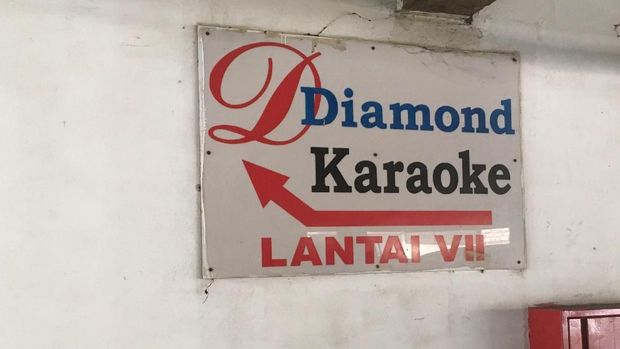 D
Diamond
Karaoke
LANTAI VII